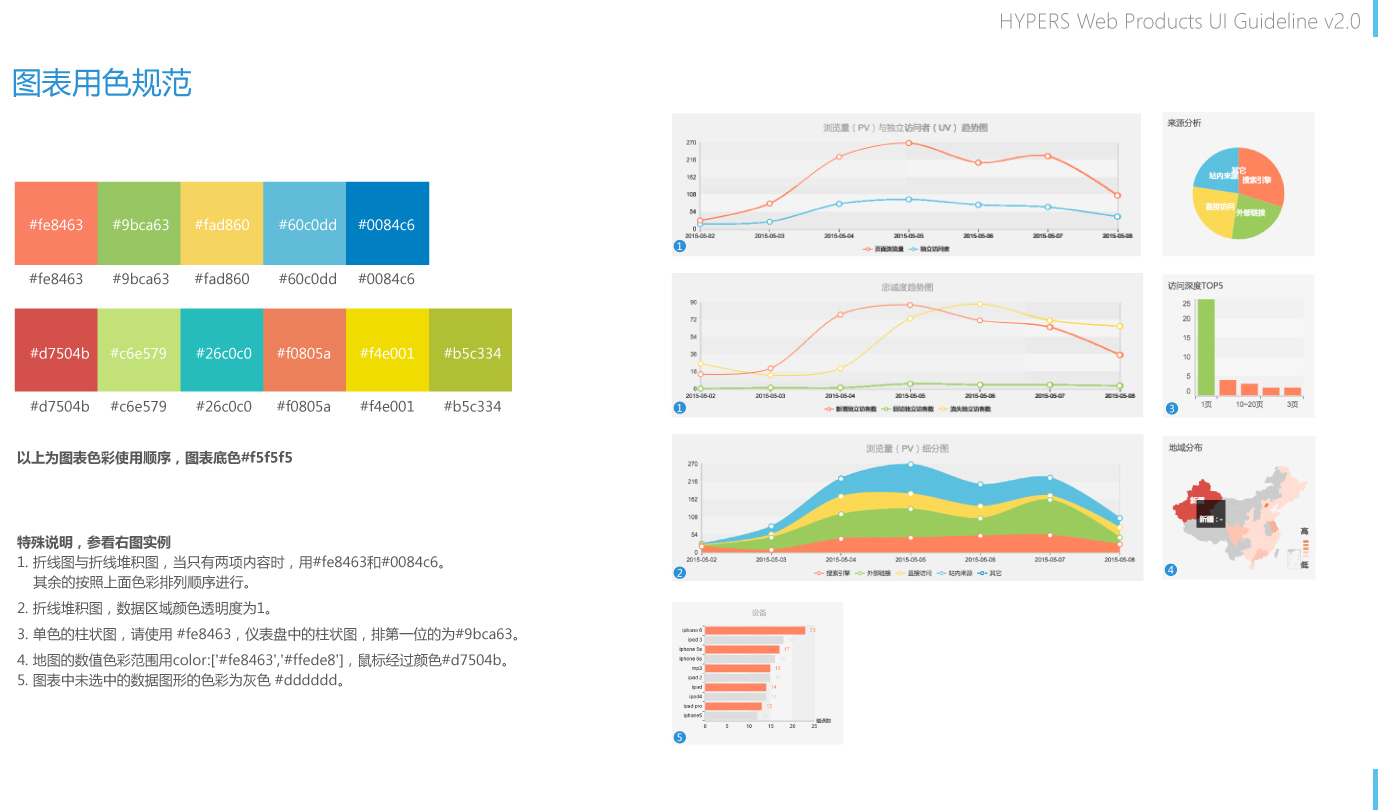 HYPERS Web Products UI Guideline v2.0
图表用色规范
#fe8463 #9bca63 #fad860 #60c0dd #0084c6
#fe8463 #9bca63 #fad860 #60c0dd #0084c6
#d7504b #c6e579 #26c0c0 #f0805a #f4e001 #b5c334
#d7504b #c6e579 #26c0c0 #f0805a #f4e001 #b5c334
以上为图表色彩使用顺序，图表底色#f5f5f5
特殊说明，参看右图实例
1. 折线图与折线堆积图，当只有两项内容时，用#fe8463和#0084c6。
其余的按照上面色彩排列顺序进行。
2. 折线堆积图，数据区域颜色透明度为1。
3. 单色的柱状图，请使用 #fe8463，仪表盘中的柱状图，排第一位的为#9bca63。
4. 地图的数值色彩范围用color:['#fe8463','#ffede8']，鼠标经过颜色#d7504b。
5. 图表中未选中的数据图形的色彩为灰色 #dddddd。
浏览量（PV）与独立访问者（UV） 趋势图
270
216
162
108
54
0
2015-05-02 2015-05-03 2015-05-04 2015-05-05 2015-05-06 2015-05-07 2015-05-08
页面浏览量 独立访问者
1
来源分析
其它
站内来源 搜索引擎
直接访问 外部链接
忠诚度趋势图
90
72
54
36
18
0
2015-05-02 2015-05-03 2015-05-04 2015-05-05 2015-05-06 2015-05-07 2015-05-08
新增独立访客数 回访独立访客数 流失独立访客数
1
访问深度TOP5
25
20
15
10
5
0
1页 10~20页 3页
3
浏览量（PV）细分图
270
216
162
108
54
0
2015-05-02 2015-05-03 2015-05-04 2015-05-05 2015-05-06 2015-05-07 2015-05-08
搜索引擎 外部链接 直接访问 站内来源 其它
2
地域分布
新疆
新疆 : -
高
低
4
设备
iphone 6 23
ipod 3
iphone 5s 17
iphone 6s
mp3 15
ipad 2
ipad 14
ipad4
ipad pro 13
iphone5
0 5 10 15 20 25
5